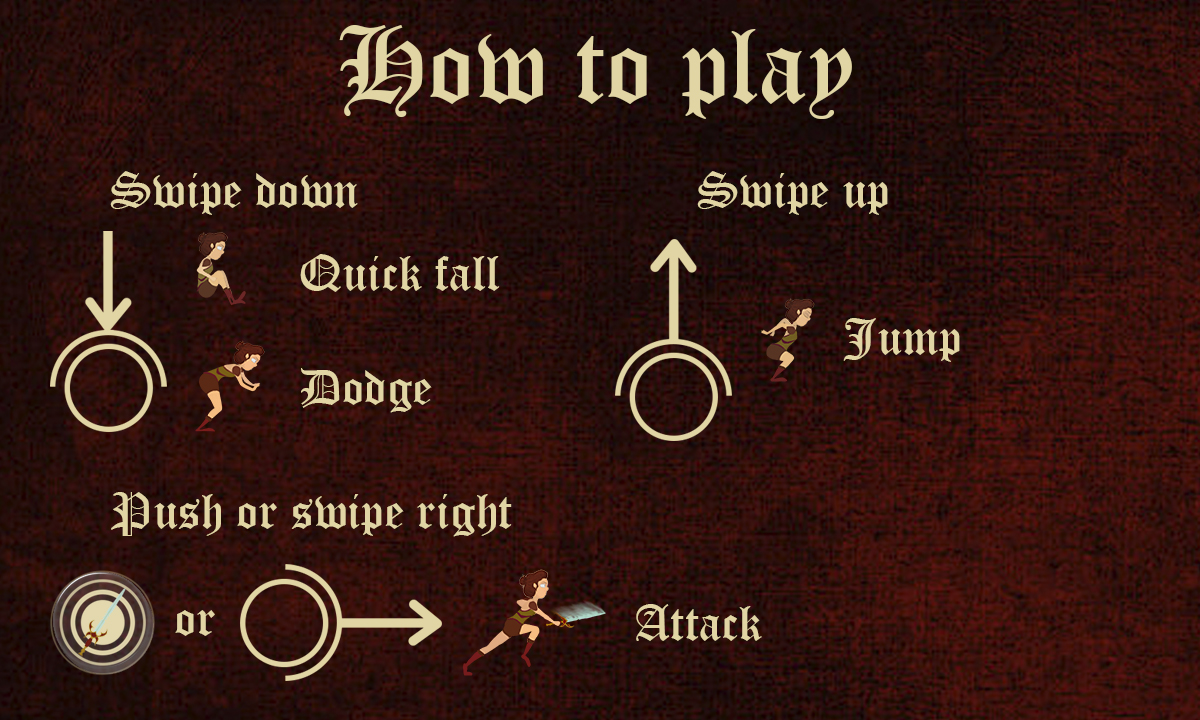 How to play
Swipe down
Quick fall
Dodge
Swipe up
Jump
Push or swipe right
or
Attack